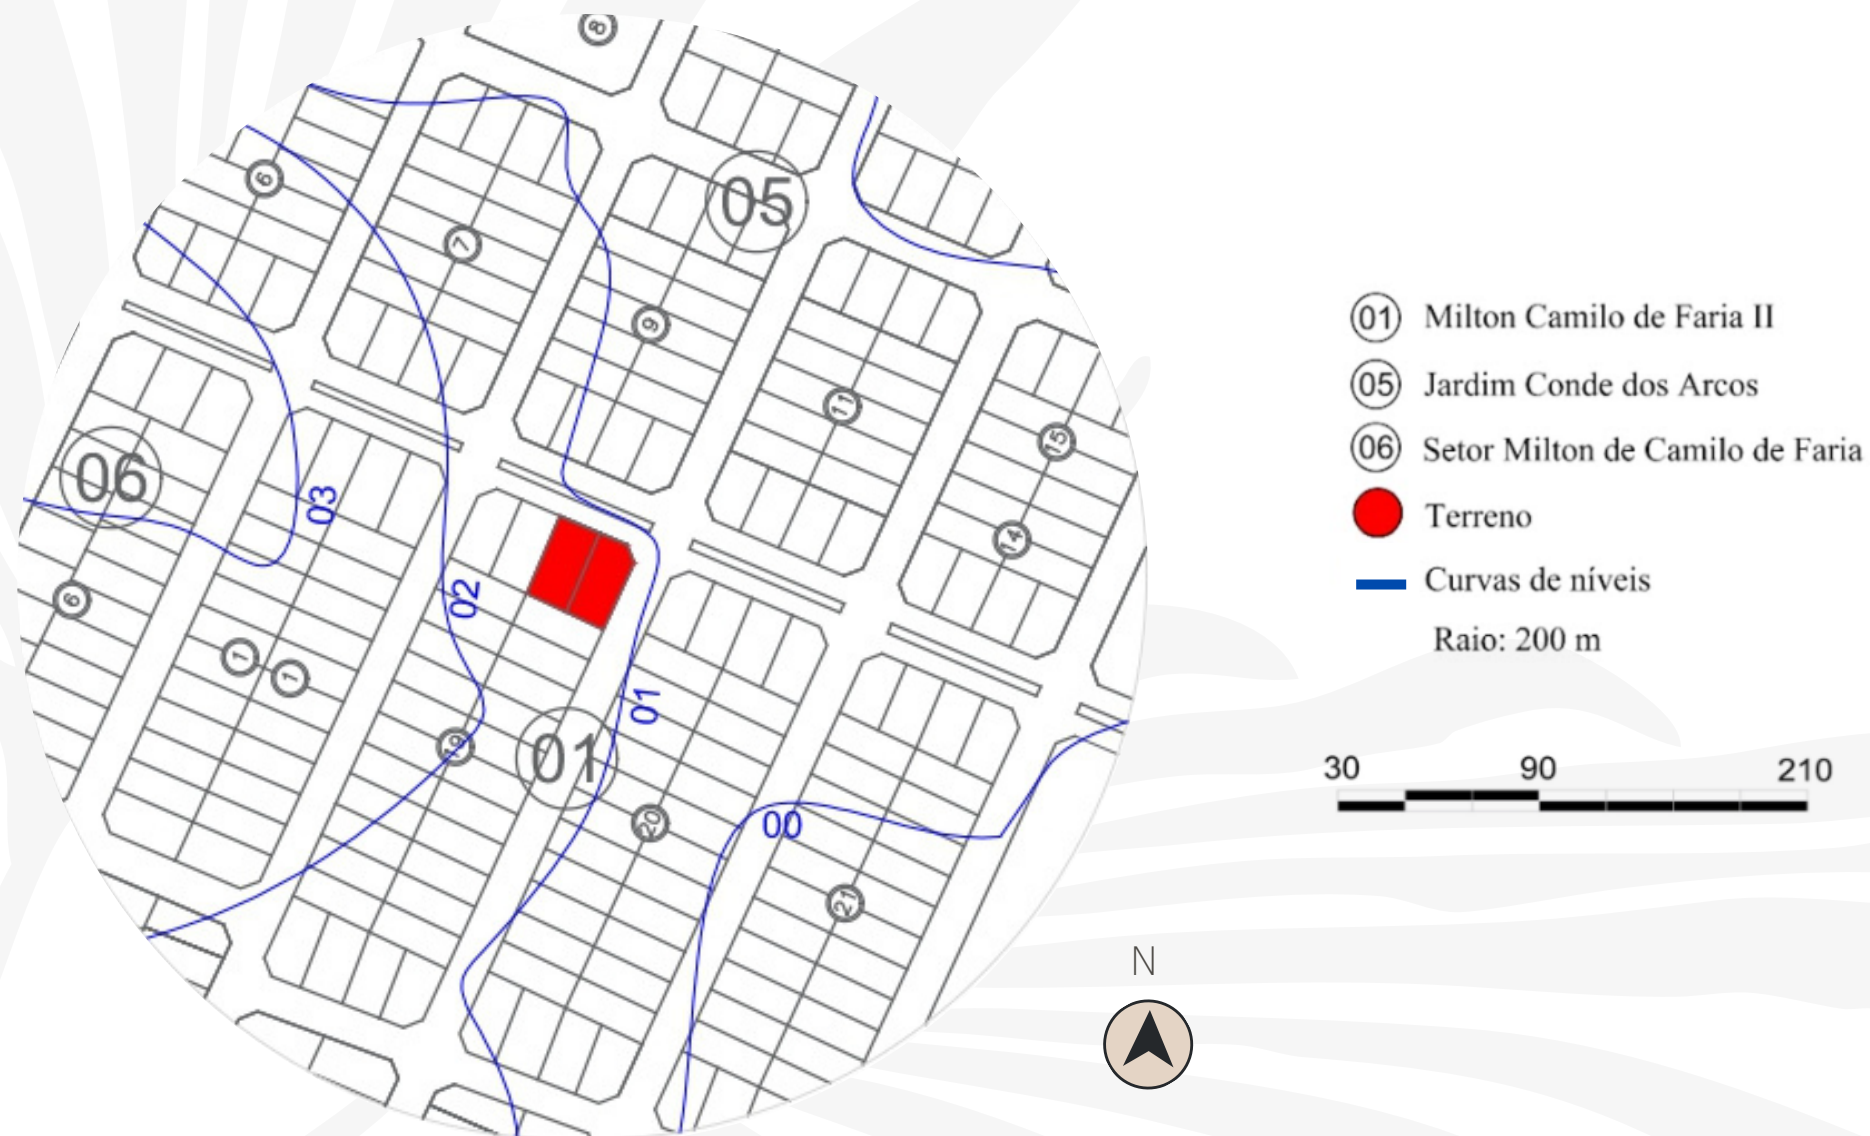 8
05
6
7
9
11
15
06
03
14
02
6
1
1
01
19
01
20
00
21
01 Milton Camilo de Faria II
05 Jardim Conde dos Arcos
06 Setor Milton de Camilo de Faria
Terreno
Curvas de níveis
Raio: 200 m
30 90 210
N